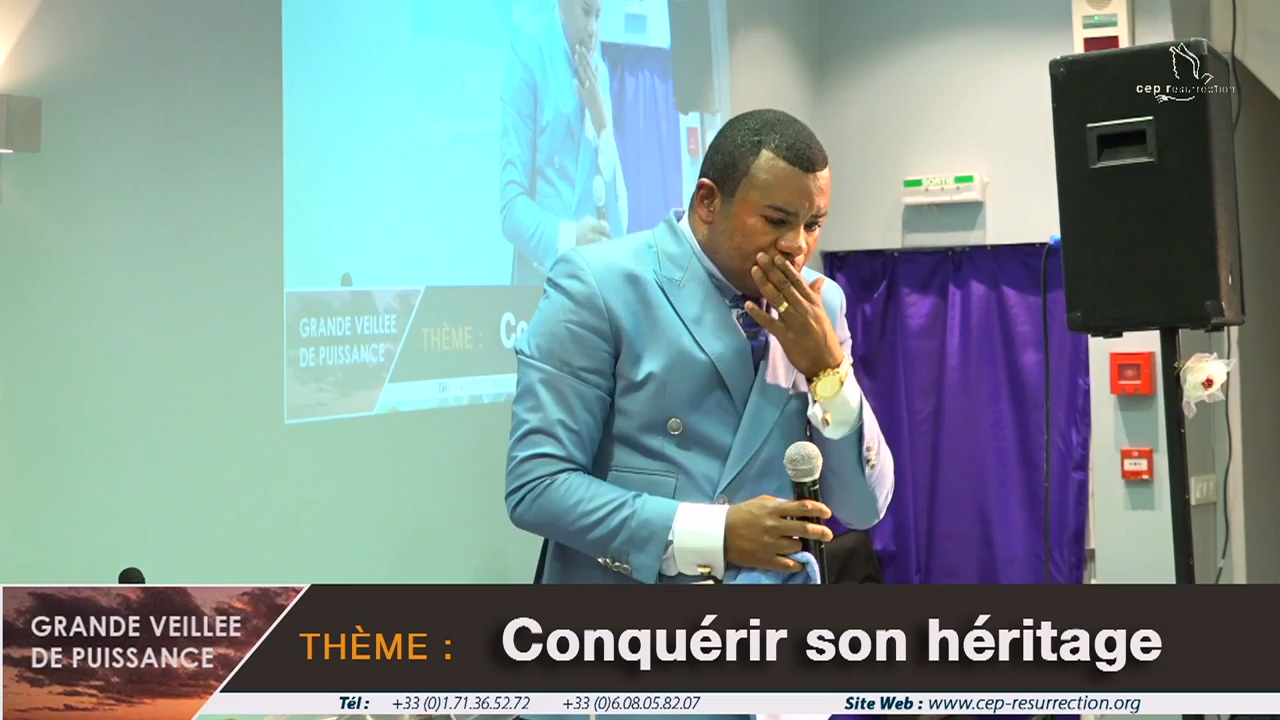 cep resurrection
SORTIE
GRANDE VEILLEE
DE PUISSANCE
THÈME :
GRANDE VEILLEE
DE PUISSANCE
THÈME : Conquérir son héritage
Tél : +33 (0)1.71.36.52.72 +33 (0)6.08.05.82.07 Site Web : www.cep-resurrection.org